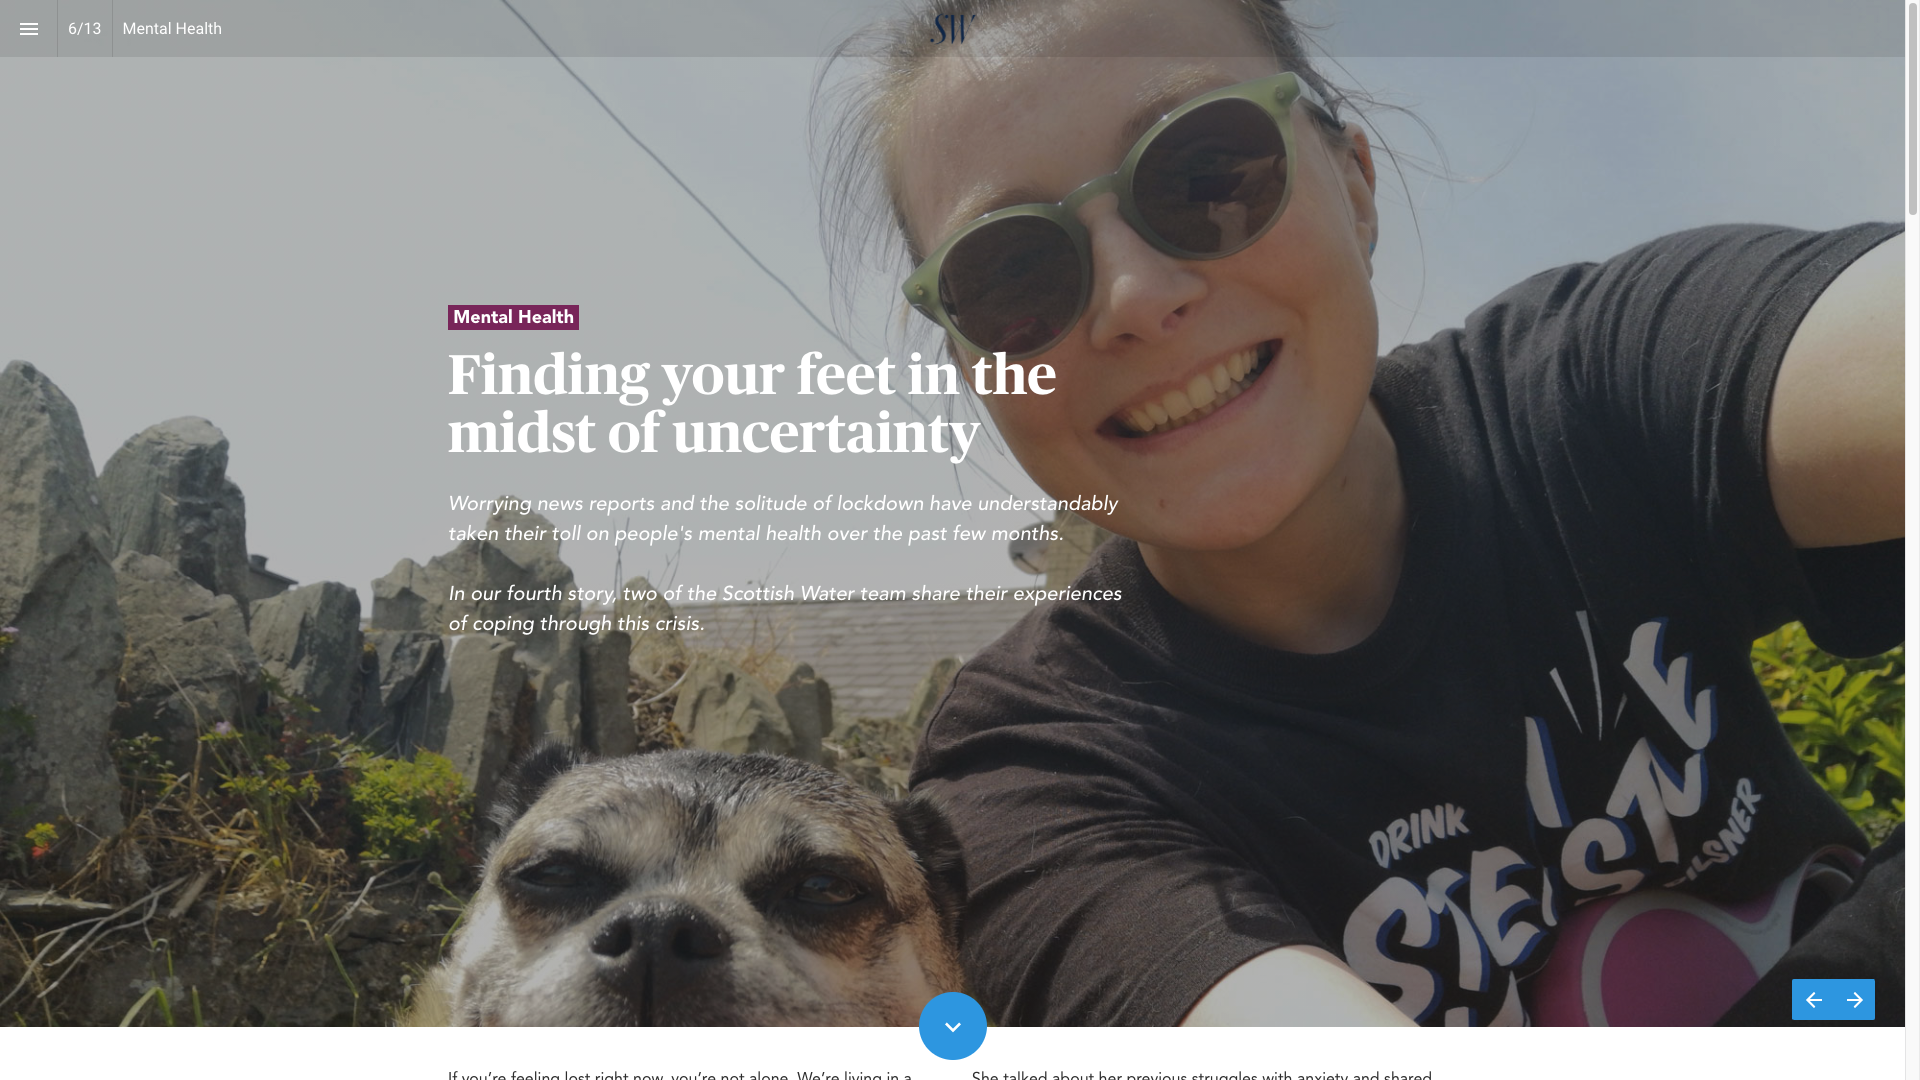 6/13
Mental Health
SW
Mental Health
Finding your feet in the
midst of uncertainty
Worrying news reports and the solitude of lockdown have understandably
taken their toll on people's mental health over the past few months.
In our fourth story, two of the Scottish Water team share their experiences
of coping through this crisis.
DRINK
If you’re feeling lost right now, you’re not alone. We’re living in a
She talked about her previous struggles with anxiety and shared